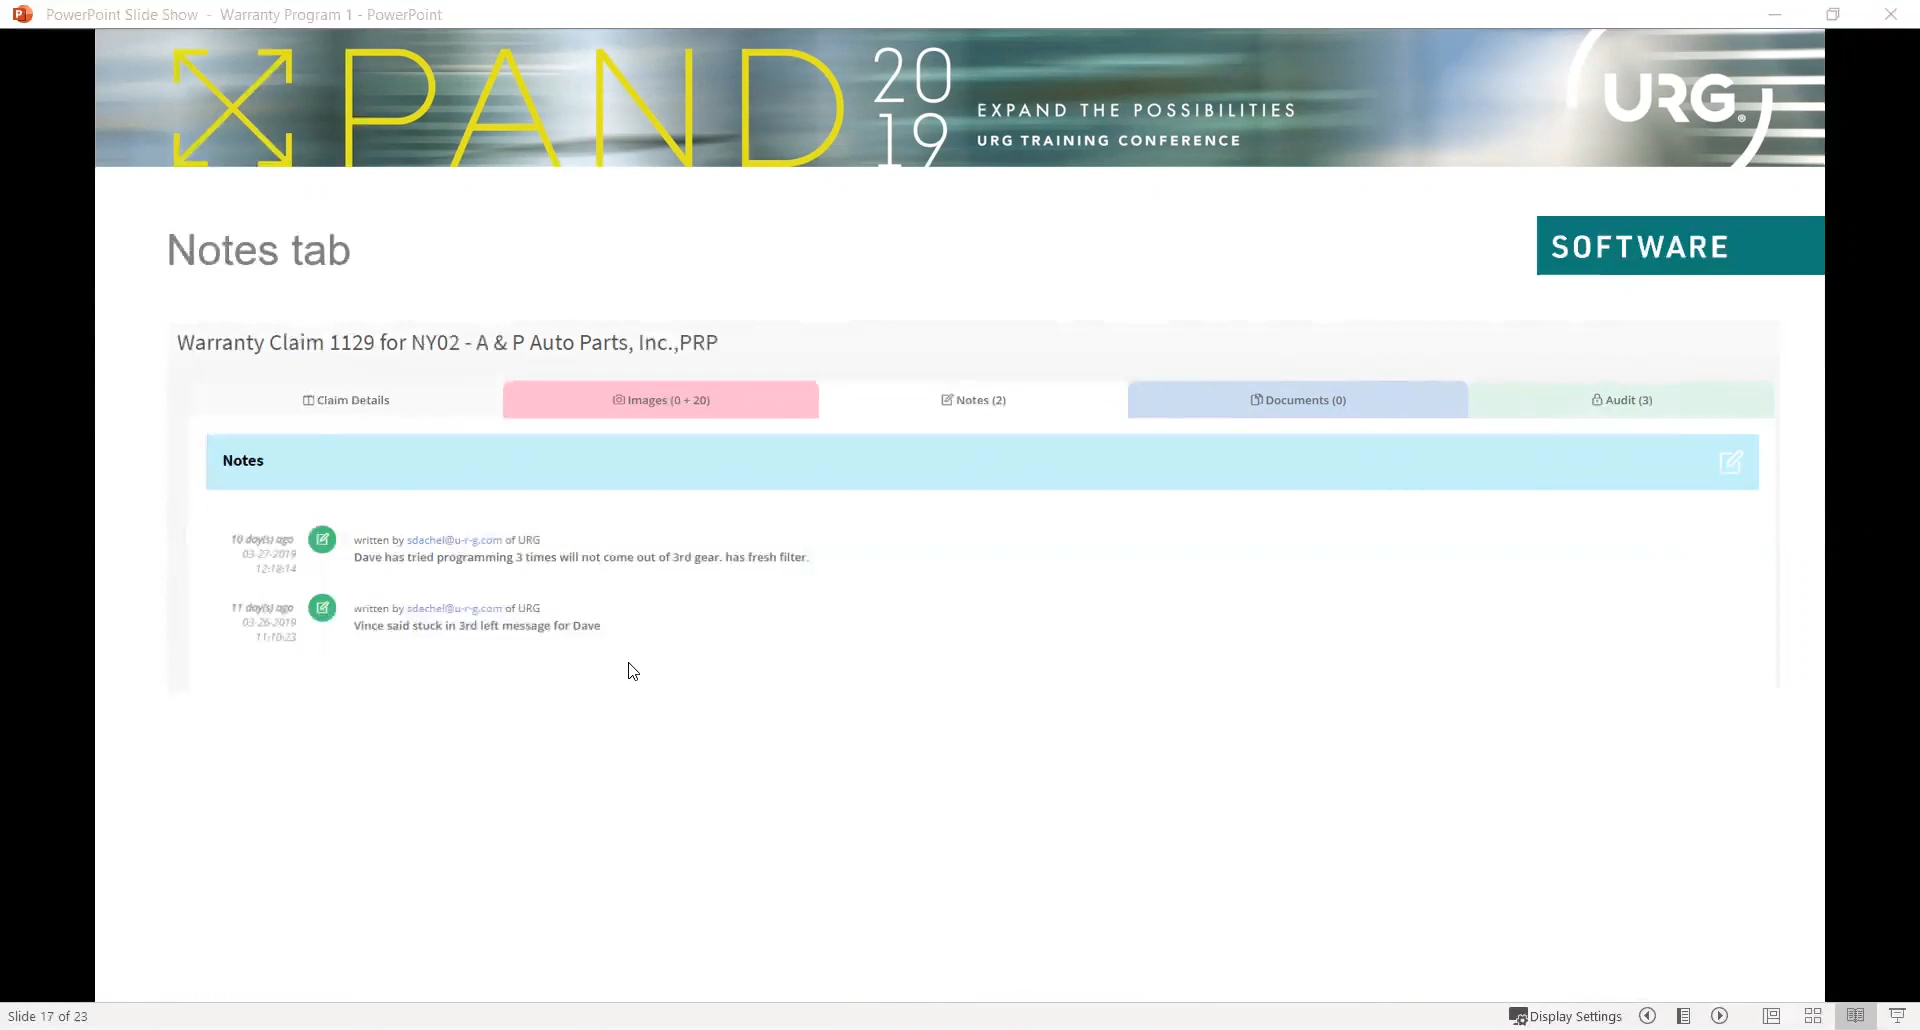 PowerPoint Slide Show - Warranty Program 1 - PowerPoint
XPAND
20
19
EXPAND THE POSSIBILITIES
URG TRAINING CONFERENCE
URG®
Notes tab
SOFTWARE
Warranty Claim 1129 for NY02 - A & P Auto Parts, Inc.,PRP
Claim Details
Images (0 + 20)
Notes (2)
Documents (0)
Audit (3)
Notes
10 day(s) ago
03-27-2019
12:18:14
written by sdachel@u-r-g.com of URG
Dave has tried programming 3 times will not come out of 3rd gear. has fresh filter.
11 day(s) ago
03-26-2019
11:10:23
written by sdachel@u-r-g.com of URG
Vince said stuck in 3rd left message for Dave
Slide 17 of 23
Display Settings